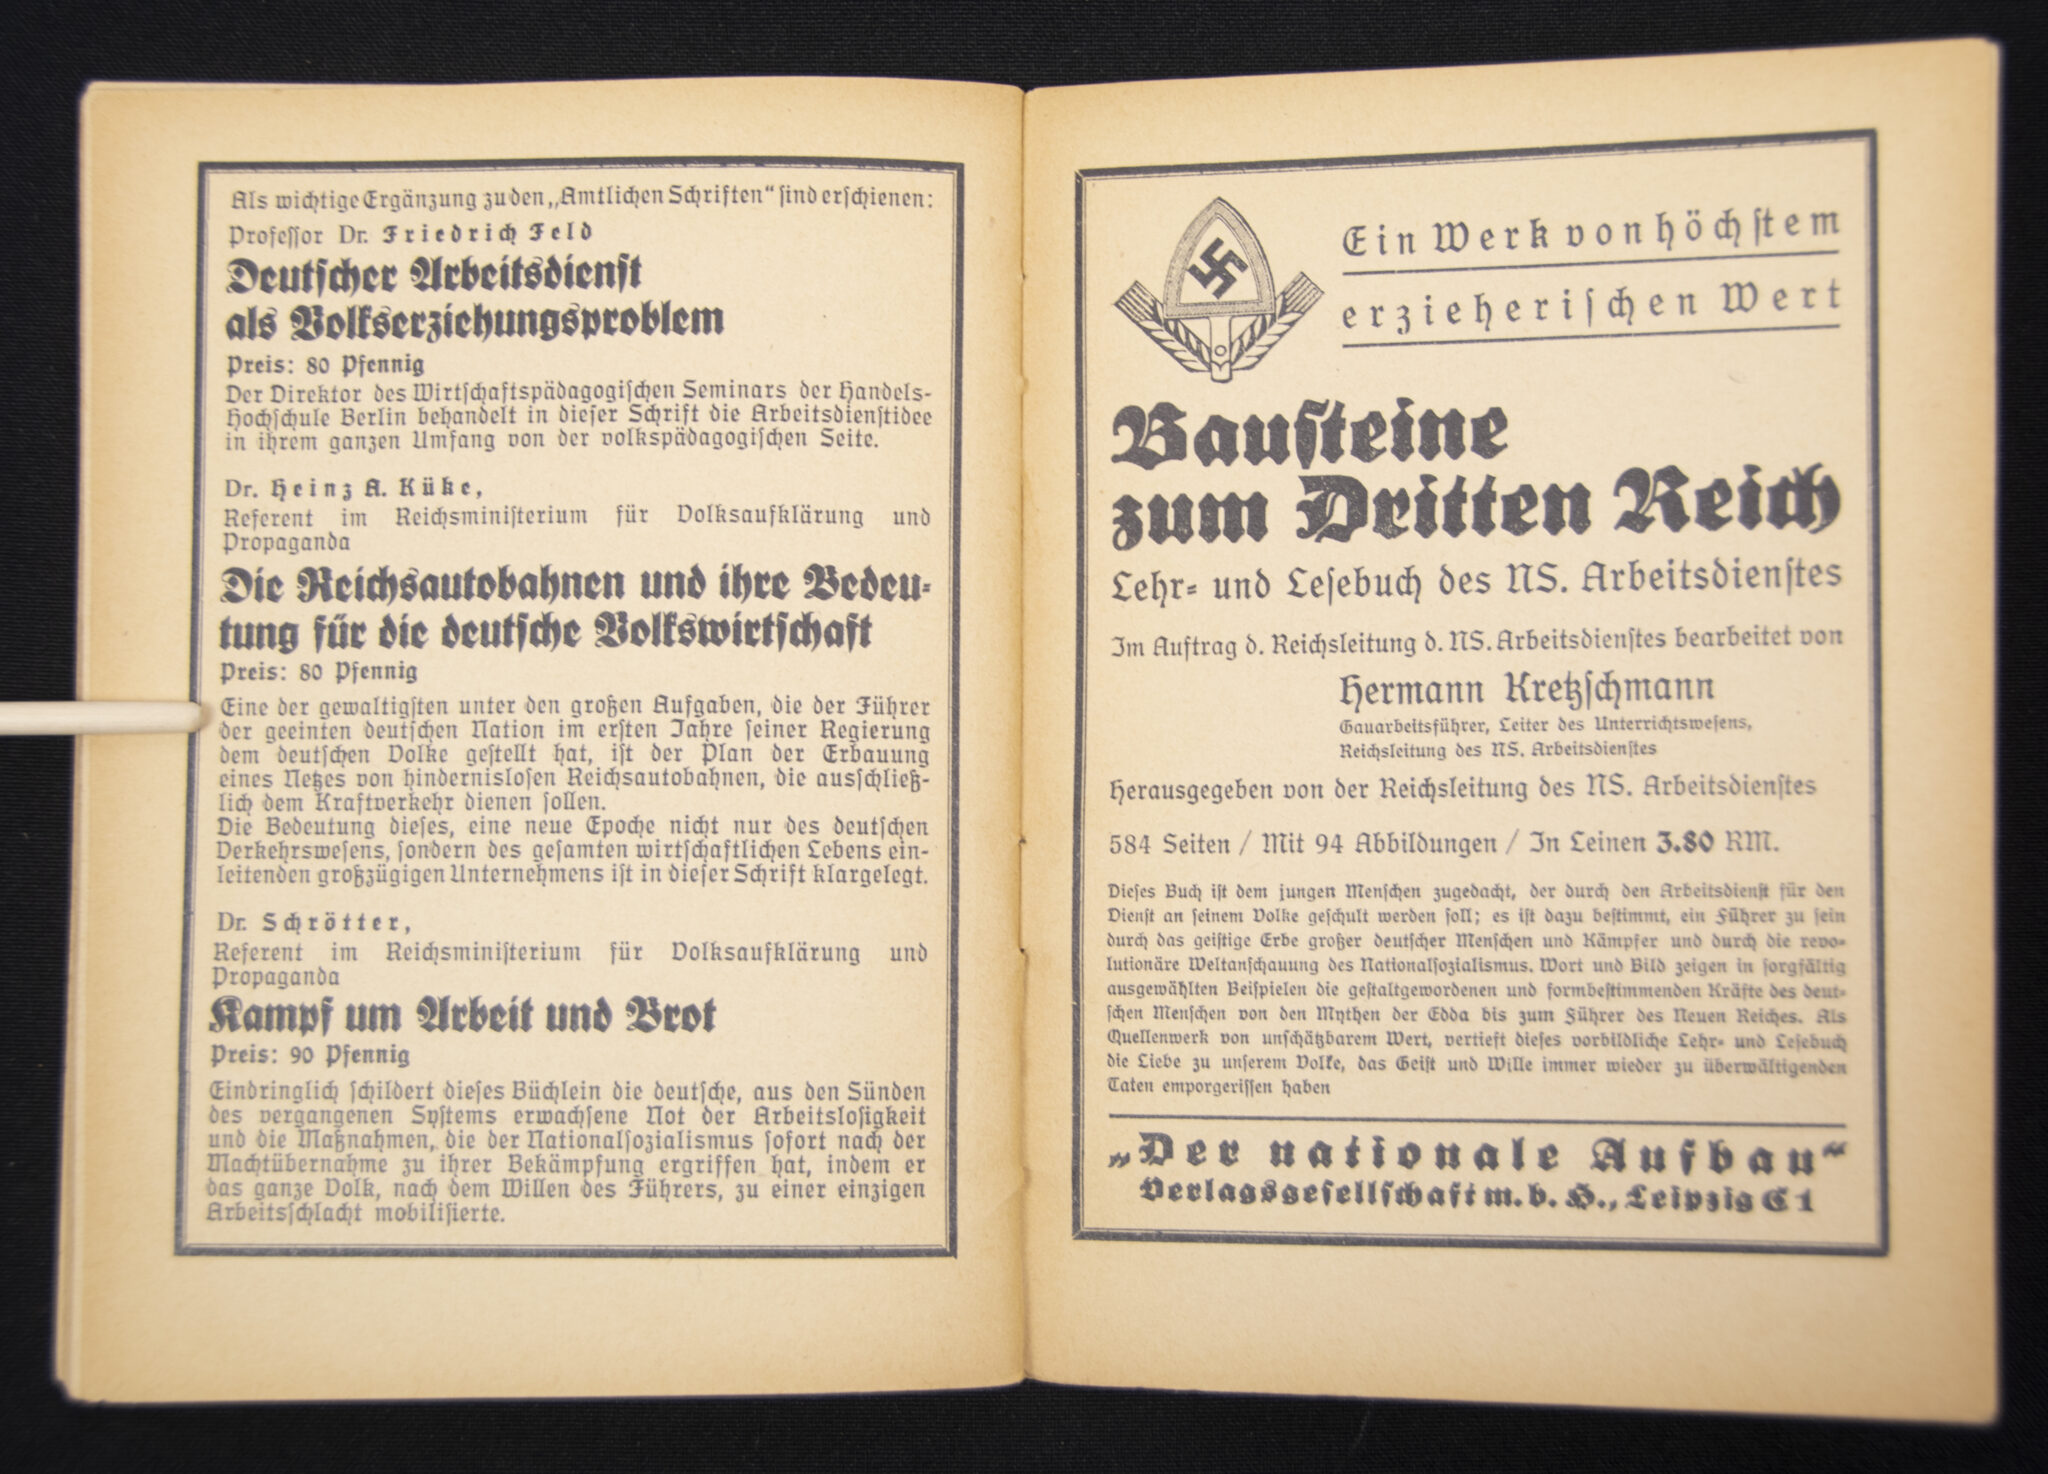 Als wichtige Ergänzung zu den „Amtlichen Schriften“ sind erschienen:
Professor Dr. Friedrich Feld
Deutscher Arbeitsdienst
als Volkserziehungsproblem
Preis: 80 Pfennig
Der Direktor des Wirtschaftspädagogischen Seminars der Handels-
Hochschule Berlin behandelt in dieser Schrift die Arbeitsdienstidee
in ihrem ganzen Umfang von der volkspädagogischen Seite.
Dr. Heinz A. Küke,
Referent im Reichsministerium für Volksaufklärung und
Propaganda
Die Reichsautobahnen und ihre Bedeu-
tung für die deutsche Volkswirtschaft
Preis: 80 Pfennig
Eine der gewaltigsten unter den großen Aufgaben, die der Führer
der geeinten deutschen Nation im ersten Jahre seiner Regierung
dem deutschen Volke gestellt hat, ist der Plan der Erbauung
eines Netzes von hindernislosen Reichsautobahnen, die ausschließ-
lich dem Kraftverkehr dienen sollen.
Die Bedeutung dieses, eine neue Epoche nicht nur des deutschen
Verkehrswesens, sondern des gesamten wirtschaftlichen Lebens ein-
leitenden großzügigen Unternehmens ist in dieser Schrift klargelegt.
Dr. Schrötter,
Referent im Reichsministerium für Volksaufklärung und
Propaganda
Kampf um Arbeit und Brot
Preis: 90 Pfennig
Eindringlich schildert dieses Büchlein die deutsche, aus den Sünden
des vergangenen Systems erwachsene Not der Arbeitslosigkeit
und die Maßnahmen, die der Nationalsozialismus sofort nach der
Machtübernahme zu ihrer Bekämpfung ergriffen hat, indem er
das ganze Volk, nach dem Willen des Führers, zu einer einzigen
Arbeitsschlacht mobilisierte.
Ein Werk von höchstem
erzieherischen Wert
Bausteine
zum Dritten Reich
Lehr- und Lesebuch des NS. Arbeitsdienstes
Im Auftrag d. Reichsleitung d. NS. Arbeitsdienstes bearbeitet von
Hermann Kretzschmann
Gauarbeitsführer, Leiter des Unterrichtswesens,
Reichsleitung des NS. Arbeitsdienstes
Herausgegeben von der Reichsleitung des NS. Arbeitsdienstes
584 Seiten / Mit 94 Abbildungen / In Leinen 3.80 RM.
Dieses Buch ist dem jungen Menschen zugedacht, der durch den Arbeitsdienst für den
Dienst an seinem Volke geschult werden soll; es ist dazu bestimmt, ein Führer zu sein
durch das geistige Erbe großer deutscher Menschen und Kämpfer und durch die revo-
lutionäre Weltanschauung des Nationalsozialismus. Wort und Bild zeigen in sorgfältig
ausgewählten Beispielen die gestaltgewordenen und formbestimmenden Kräfte des deut-
schen Menschen von den Mythen der Edda bis zum Führer des Neuen Reiches. Als
Quellenwerk von unschätzbarem Wert, vertieft dieses vorbildliche Lehr- und Lesebuch
die Liebe zu unserem Volke, das Geist und Wille immer wieder zu überwältigenden
Taten emporgerissen haben
„Der nationale Aufbau“
Verlagsgesellschaft m. b. H., Leipzig C 1